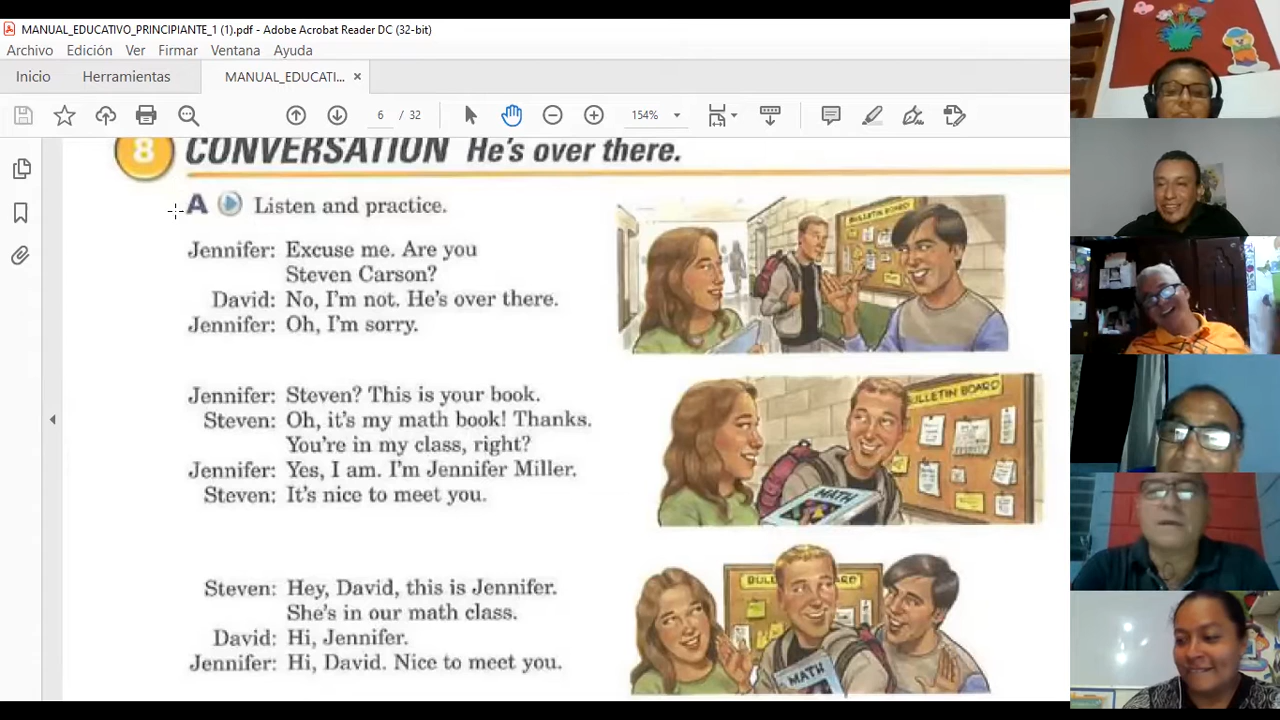 MANUAL_EDUCATIVO_PRINCIPIANTE_1 (1).pdf - Adobe Acrobat Reader DC (32-bit)
Archivo Edición Ver Firmar Ventana Ayuda
Inicio Herramientas MANUAL_EDUCATI... ×
6 / 32 154%
8 CONVERSATION He's over there.
A Listen and practice.
Jennifer: Excuse me. Are you
Steven Carson?
David: No, I'm not. He's over there.
Jennifer: Oh, I'm sorry.
BULLETIN BOARD
Jennifer: Steven? This is your book.
Steven: Oh, it's my math book! Thanks.
You're in my class, right?
Jennifer: Yes, I am. I'm Jennifer Miller.
Steven: It's nice to meet you.
BULLETIN BOARD
MATH
Steven: Hey, David, this is Jennifer.
She's in our math class.
David: Hi, Jennifer.
Jennifer: Hi, David. Nice to meet you.
MATH